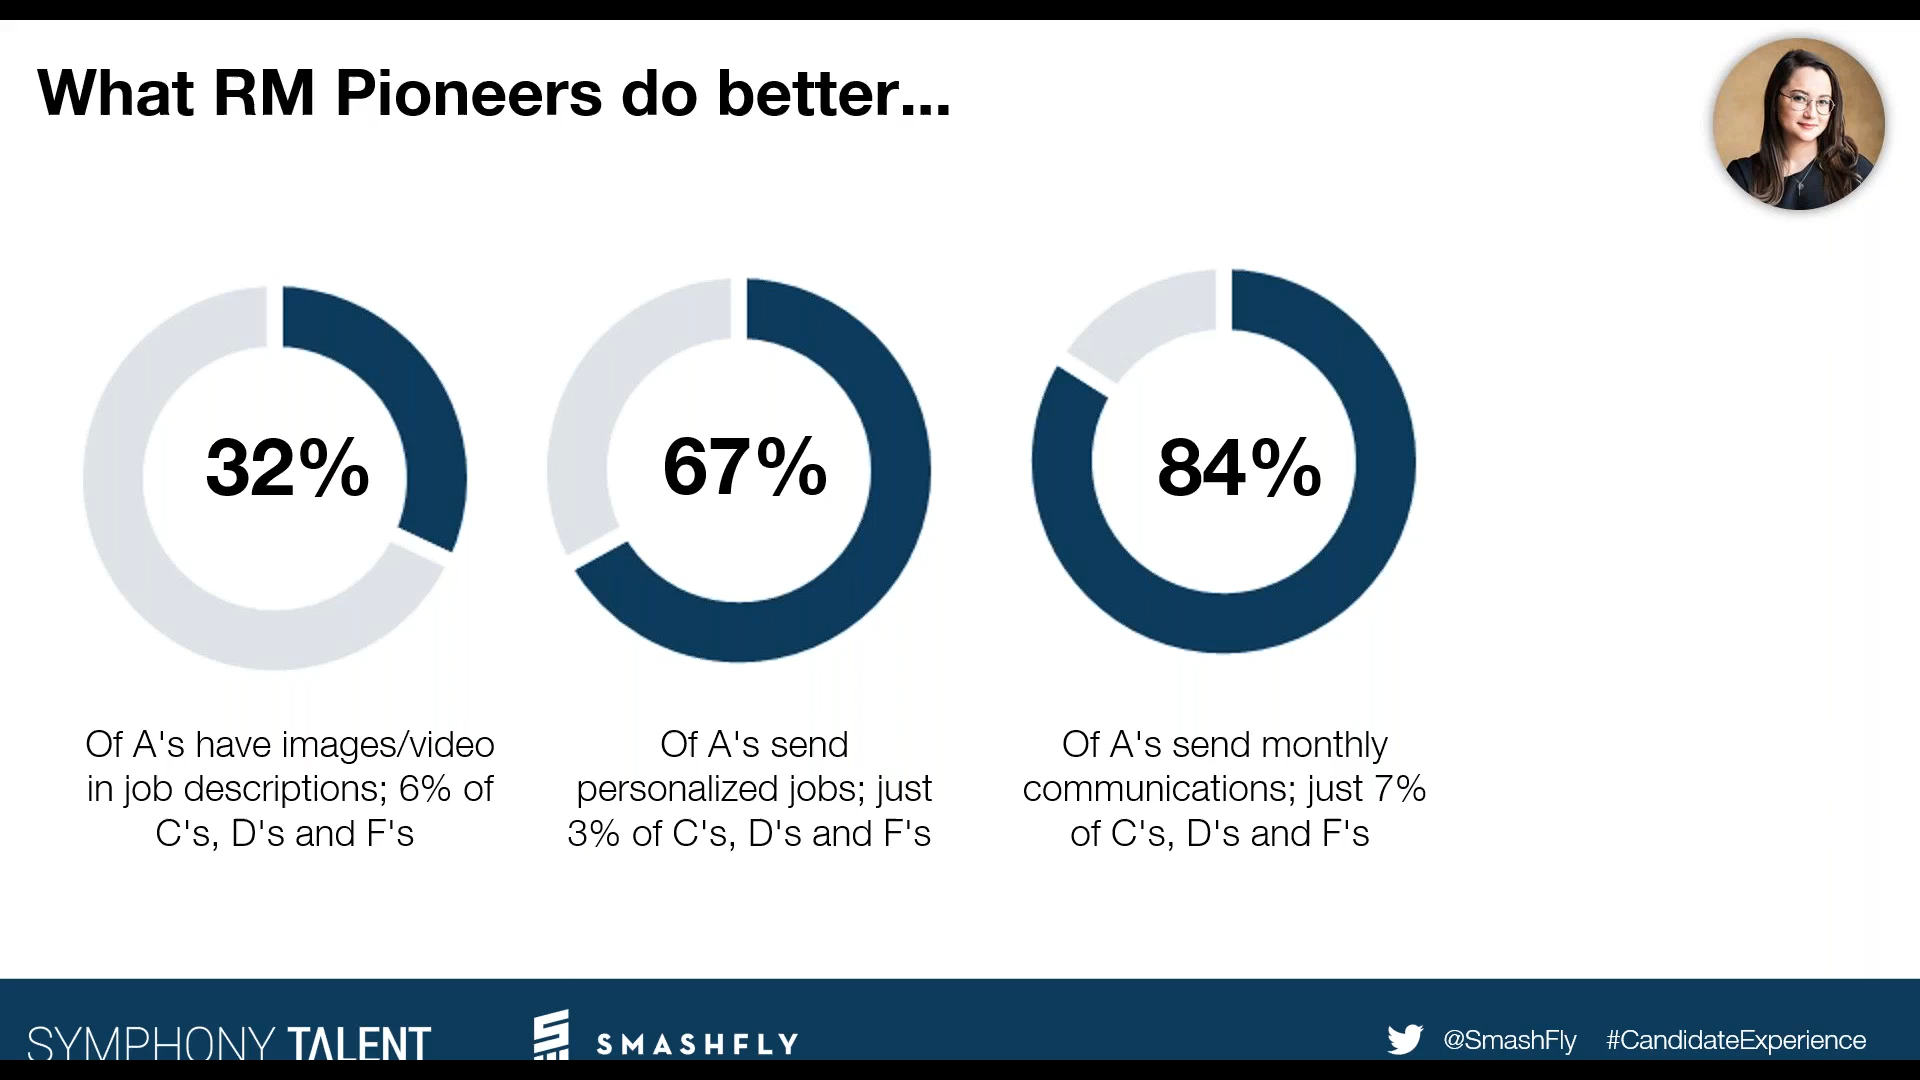 What RM Pioneers do better...
32%
67%
84%
Of A's have images/video
in job descriptions; 6% of
C's, D's and F's
Of A's send
personalized jobs; just
3% of C's, D's and F's
Of A's send monthly
communications; just 7%
of C's, D's and F's
SYMPHONY TALENT
SMASHFLY
@SmashFly #CandidateExperience